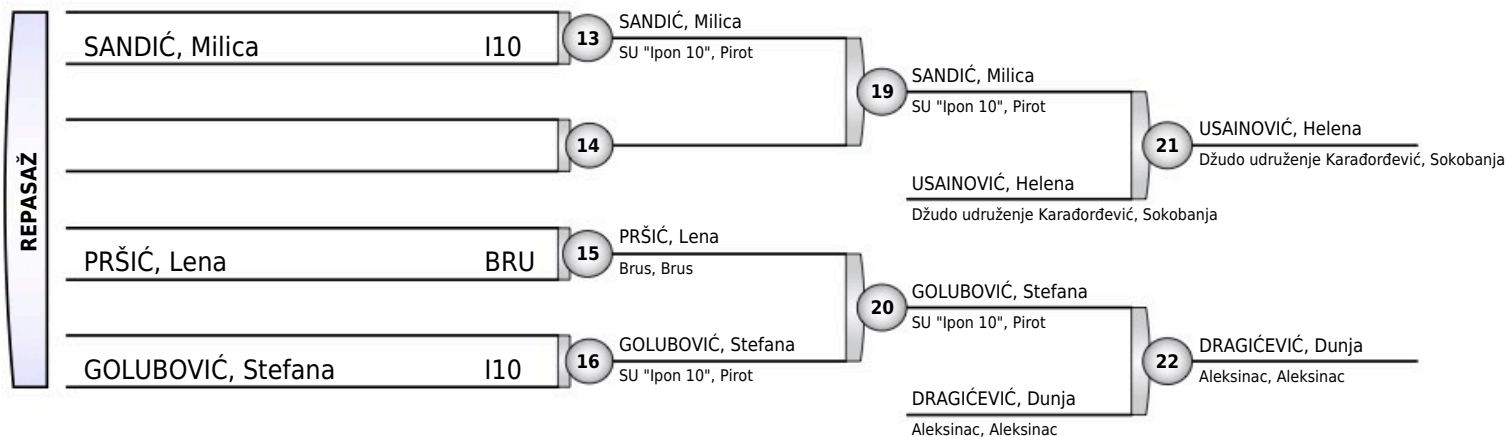 REPASAŽ
SANDIĆ, Milica I10
13
SANDIĆ, Milica
SU "Ipon 10", Pirot
14
19
SANDIĆ, Milica
SU "Ipon 10", Pirot
USAINOVIĆ, Helena
Džudo udruženje Karađorđević, Sokobanja
21
USAINOVIĆ, Helena
Džudo udruženje Karađorđević, Sokobanja
PRŠIĆ, Lena BRU
15
PRŠIĆ, Lena
Brus, Brus
GOLUBOVIĆ, Stefana I10
16
GOLUBOVIĆ, Stefana
SU "Ipon 10", Pirot
20
GOLUBOVIĆ, Stefana
SU "Ipon 10", Pirot
DRAGIĆEVIĆ, Dunja
Aleksinac, Aleksinac
22
DRAGIĆEVIĆ, Dunja
Aleksinac, Aleksinac